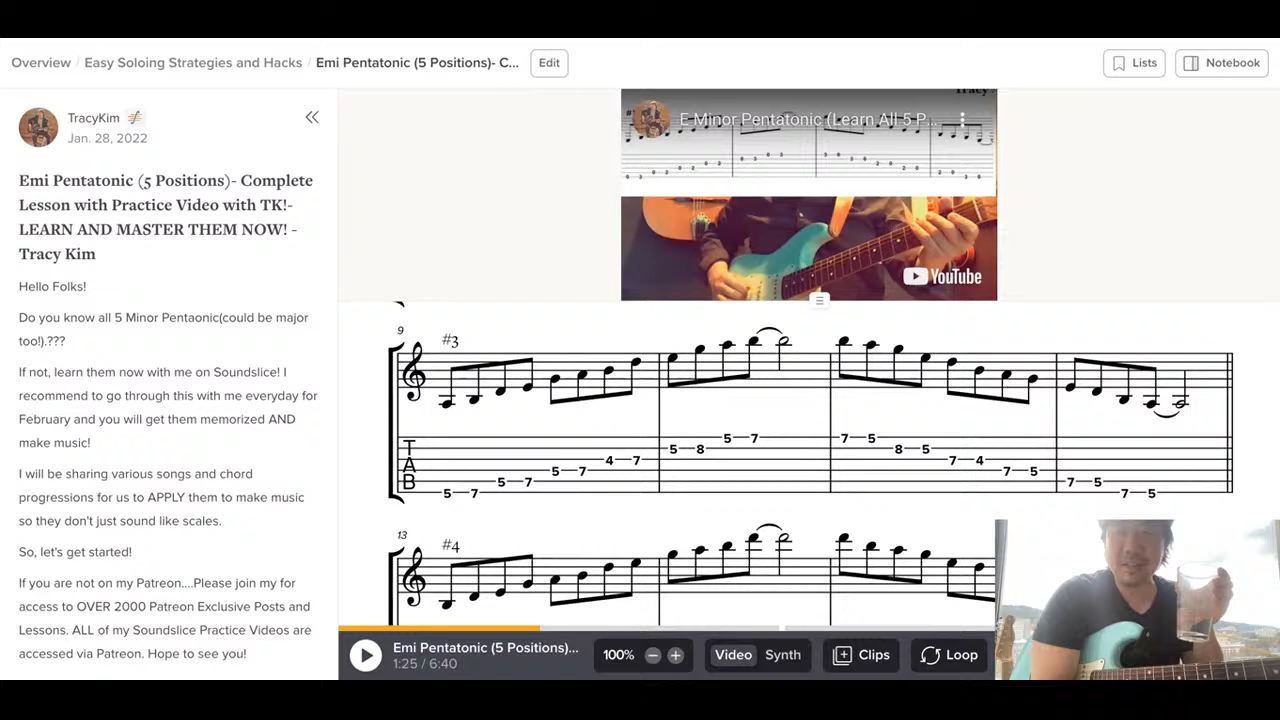 Overview / Easy Soloing Strategies and Hacks / Emi Pentatonic (5 Positions)- C... Edit Lists Notebook
TracyKim
Jan. 28, 2022
Emi Pentatonic (5 Positions)- Complete
Lesson with Practice Video with TK!-
LEARN AND MASTER THEM NOW! -
Tracy Kim
Hello Folks!
Do you know all 5 Minor Pentaonic(could be major
too!).???
If not, learn them now with me on Soundslice! I
recommend to go through this with me everyday for
February and you will get them memorized AND
make music!
I will be sharing various songs and chord
progressions for us to APPLY them to make music
so they don't just sound like scales.
So, let's get started!
If you are not on my Patreon....Please join my for
access to OVER 2000 Patreon Exclusive Posts and
Lessons. ALL of my Soundslice Practice Videos are
accessed via Patreon. Hope to see you!
E Minor Pentatonic (Learn All 5 P...
YouTube
9
#3
T
A
B
7 5
5 7 7 5
5 8 8 5
4 7 7 4
5 7 7 5
5 7 7 5
5 7 7 5
13
#4
Emi Pentatonic (5 Positions)...
1:25 / 6:40
100% Video Synth Clips Loop